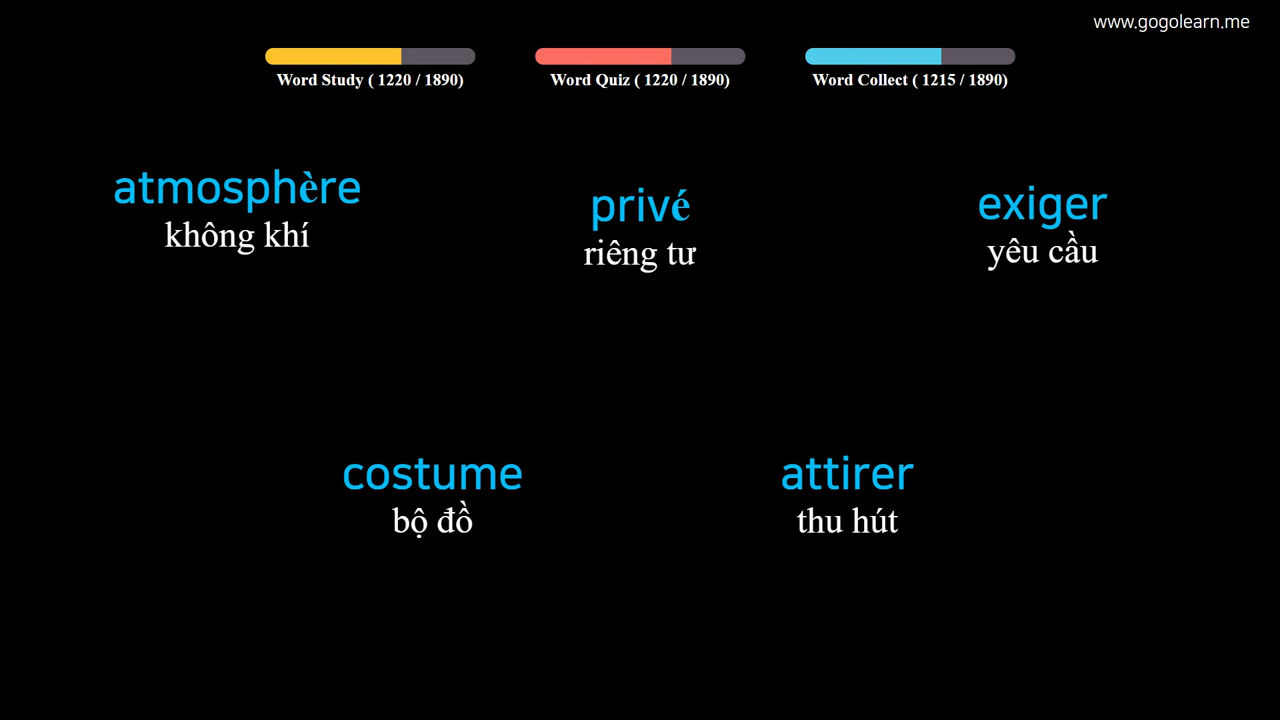 www.gogolearn.me
Word Study ( 1220 / 1890)
Word Quiz ( 1220 / 1890)
Word Collect ( 1215 / 1890)
atmosphère
không khí
privé
riêng tư
exiger
yêu cầu
costume
bộ đồ
attirer
thu hút